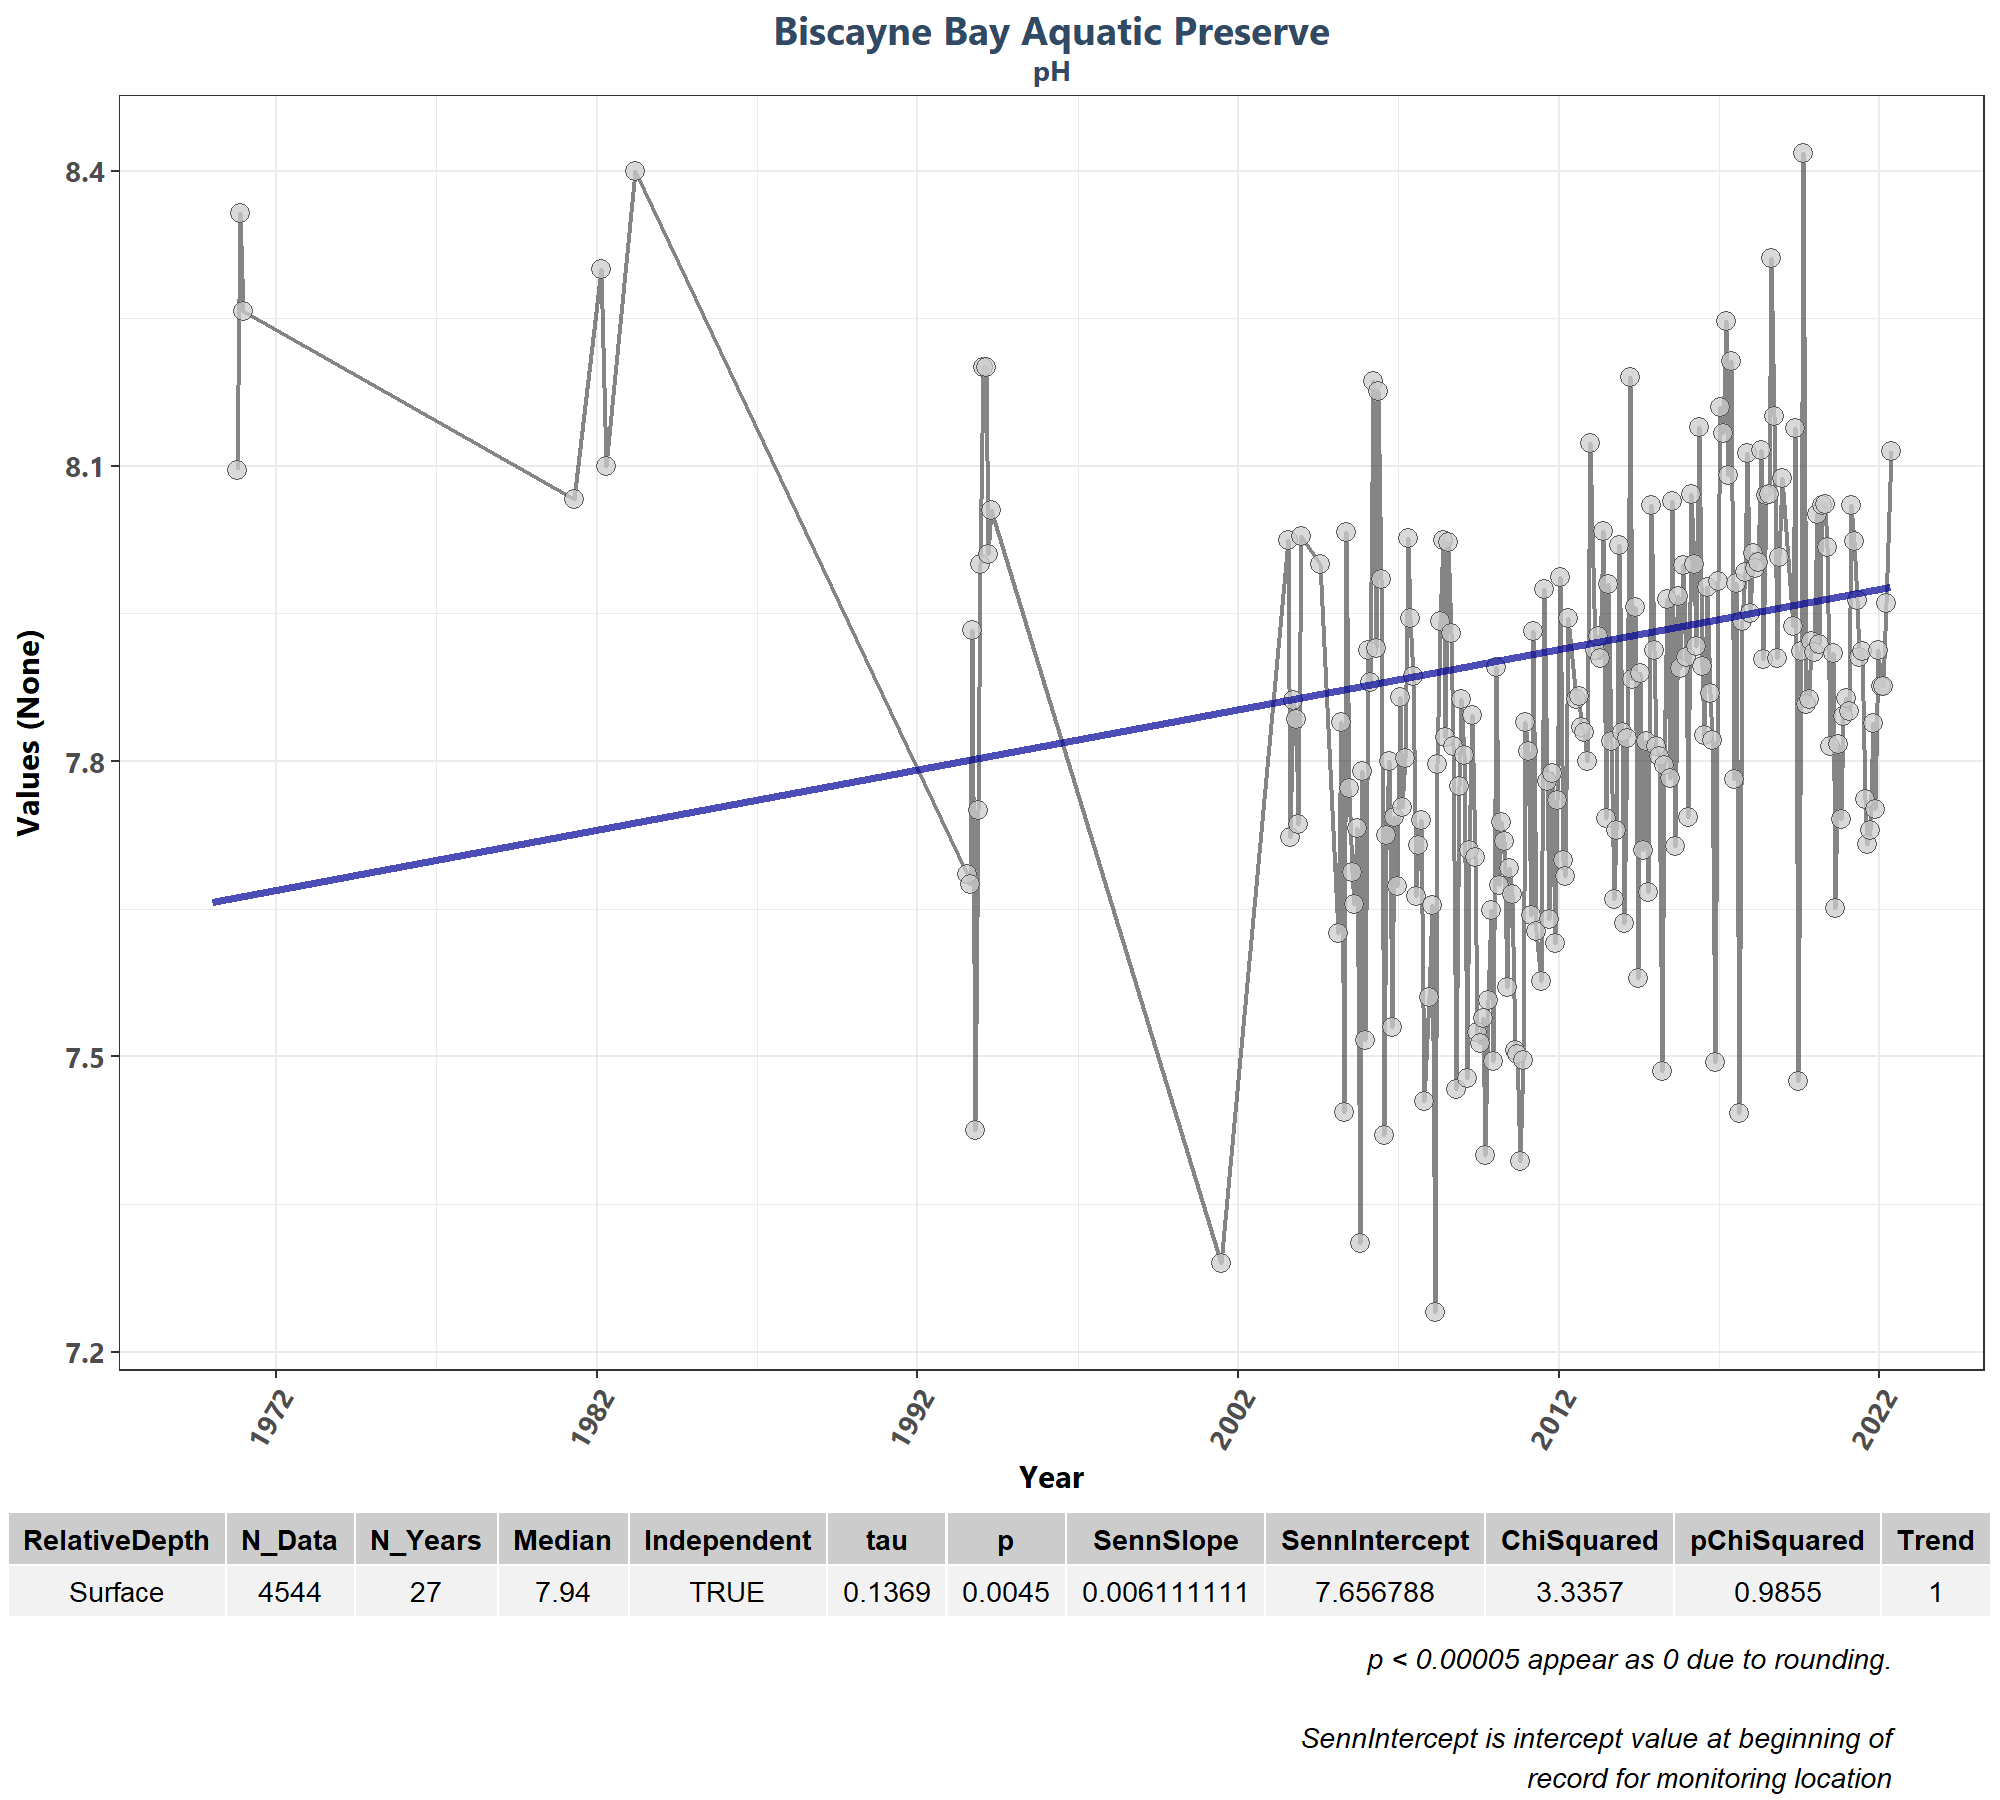 Biscayne Bay Aquatic Preserve
pH
Values (None)
8.4
8.1
7.8
7.5
7.2
1972 1982 1992 2002 2012 2022
Year
RelativeDepth N_Data N_Years Median Independent tau p SennSlope SennIntercept ChiSquared pChiSquared Trend
Surface 4544 27 7.94 TRUE 0.1369 0.0045 0.006111111 7.656788 3.3357 0.9855 1
p < 0.00005 appear as 0 due to rounding.
SennIntercept is intercept value at beginning of
record for monitoring location